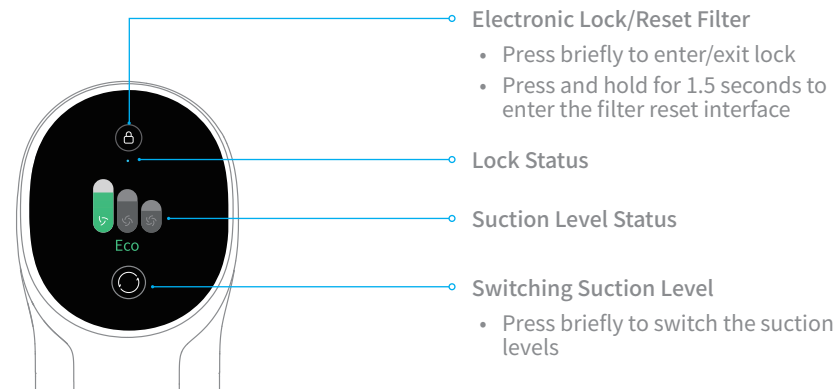 Electronic Lock/Reset Filter
• Press briefly to enter/exit lock
• Press and hold for 1.5 seconds to
enter the filter reset interface
Lock Status
Suction Level Status
Eco
Switching Suction Level
• Press briefly to switch the suction
levels